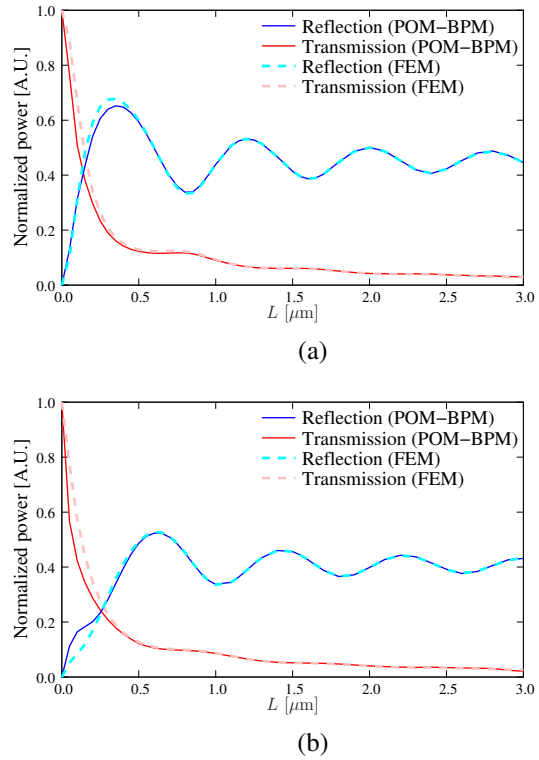 Normalized power [A.U.]
1.0
0.8
0.6
0.4
0.2
0.0
Reflection (POM−BPM)
Transmission (POM−BPM)
Reflection (FEM)
Transmission (FEM)
0.0 0.5 1.0 1.5 2.0 2.5 3.0
L [μm]
(a)
Normalized power [A.U.]
1.0
0.8
0.6
0.4
0.2
0.0
Reflection (POM−BPM)
Transmission (POM−BPM)
Reflection (FEM)
Transmission (FEM)
0.0 0.5 1.0 1.5 2.0 2.5 3.0
L [μm]
(b)